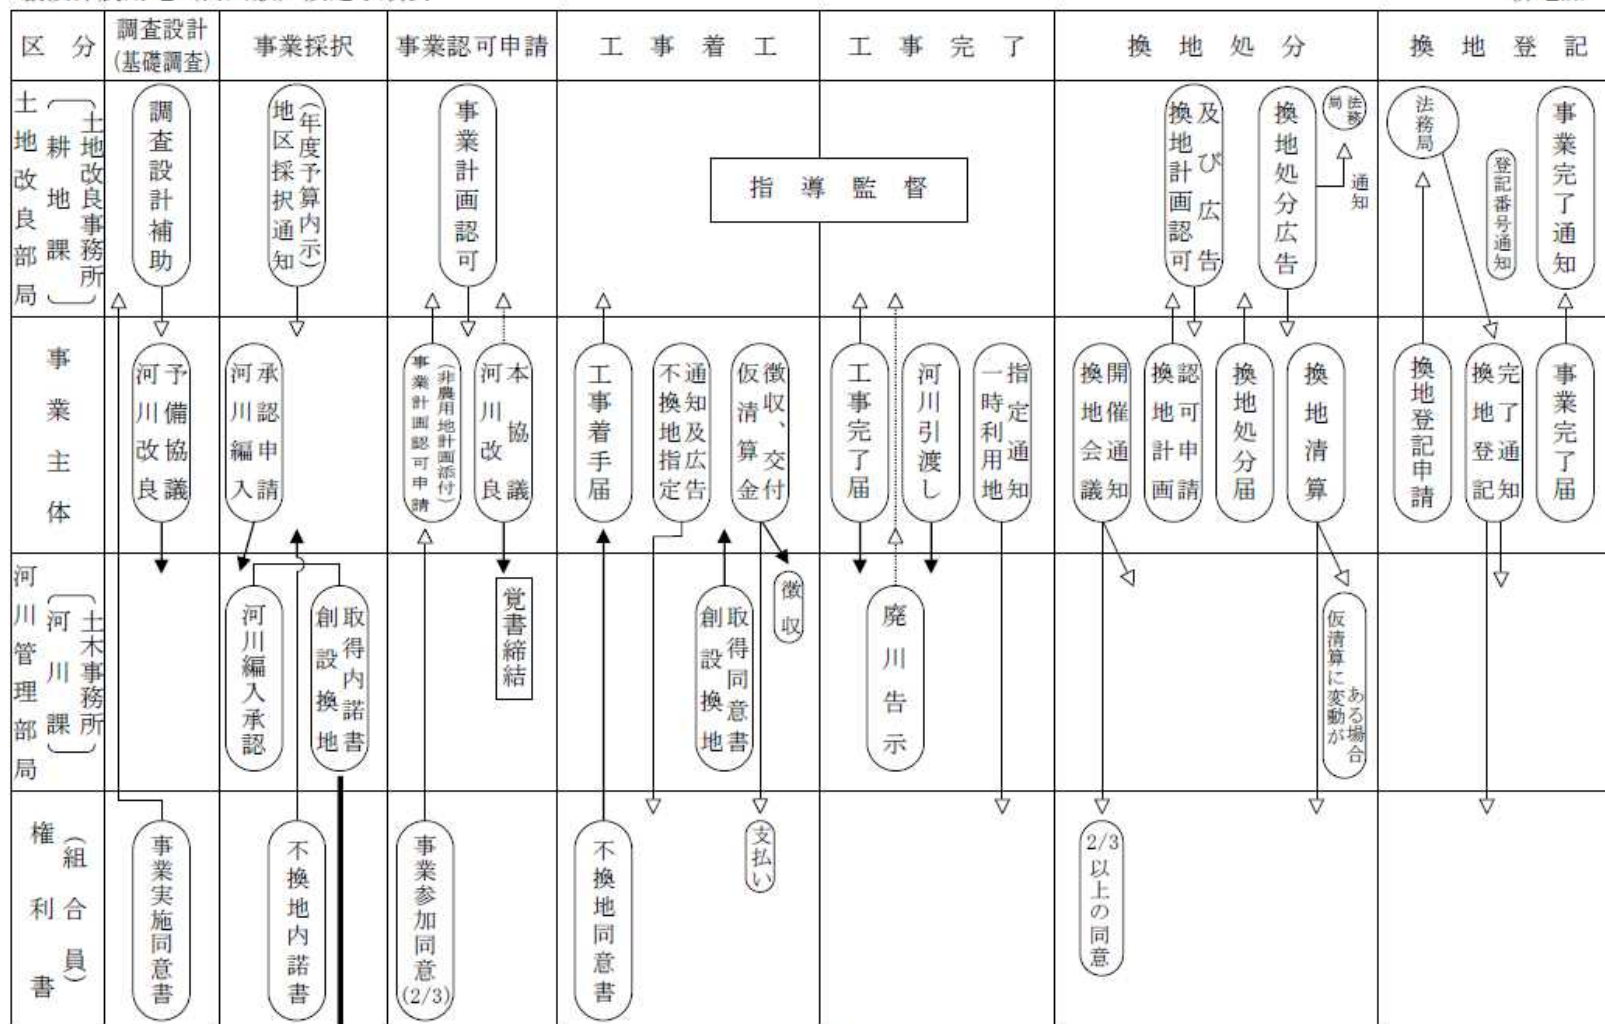 区分
調査設計
(基礎調査)
事業採択
事業認可申請
工事着工
工事完了
換地処分
換地登記
土地改良部局
耕地課
土地改良事務所
調査設計補助
(年度予算内示)
地区採択通知
事業計画認可
指導監督
及び広告
換地計画認可
換地処分広告
法務局
通知
法務局
登記番号通知
事業完了通知
事業主体
予備協議
河川改良
承認申請
河川編入
(非農用地計画添付)
事業計画認可申請
本協議
河川改良
工事着手届
通知及広告
不換地指定
徴収、交付
仮清算金
工事完了届
河川引渡し
指定通知
一時利用地
開催通知
換地会議
認可申請
換地計画
換地処分届
換地清算
換地登記申請
完了通知
換地登記
事業完了届
河川管理部局
河川課
土木事務所
河川編入承認
取得内諾書
創設換地
覚書締結
取得同意書
創設換地
徴収
廃川告示
ある場合
仮清算に変動が
権利書
(組合員)
事業実施同意書
不換地内諾書
事業参加同意
(2/3)
不換地同意書
支払い
2/3
以上の同意